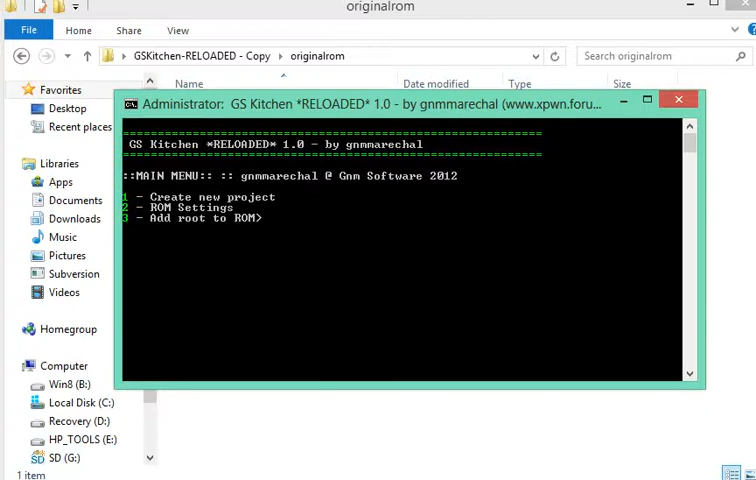 originalrom
File
Home
Share
View
GSKitchen-RELOADED - Copy
originalrom
Search originalrom
Favorites
Name
Date modified
Type
Size
Desktop
Recent places
Libraries
Apps
Documents
Downloads
Music
Pictures
Subversion
Videos
Homegroup
Computer
Win8 (B:)
Local Disk (C:)
Recovery (D:)
HP_TOOLS (E:)
SD (G:)
1 item
Administrator: GS Kitchen *RELOADED* 1.0 - by gnmmarechal (www.xpwn.foru...
============================================================
GS Kitchen *RELOADED* 1.0 - by gnmmarechal
============================================================
::MAIN MENU:: :: gnmmarechal @ Gnm Software 2012
1 - Create new project
2 - ROM Settings
3 - Add root to ROM>